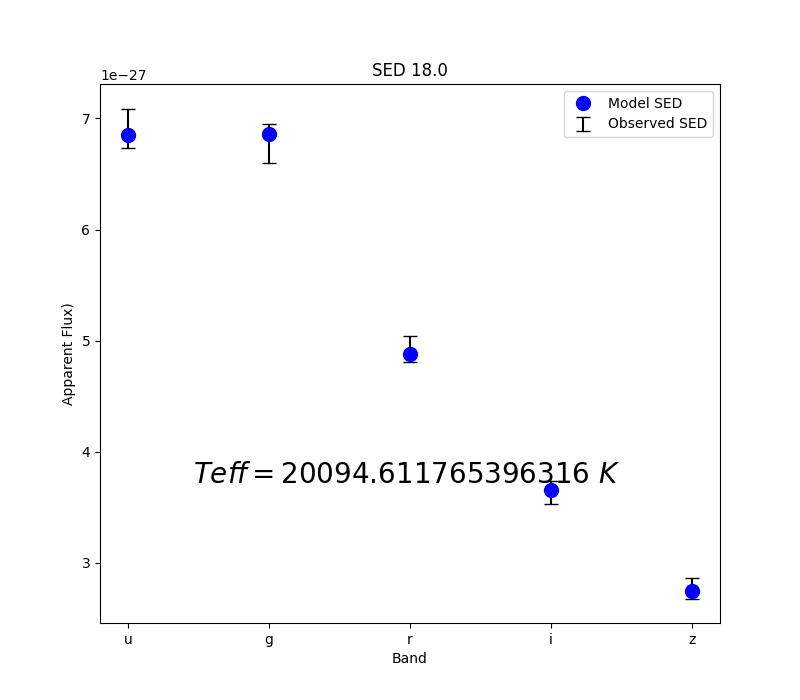 SED 18.0
1e−27
Model SED
Observed SED
7
6
5
4
3
Apparent Flux)
Teff = 20094.611765396316 K
u g r i z
Band